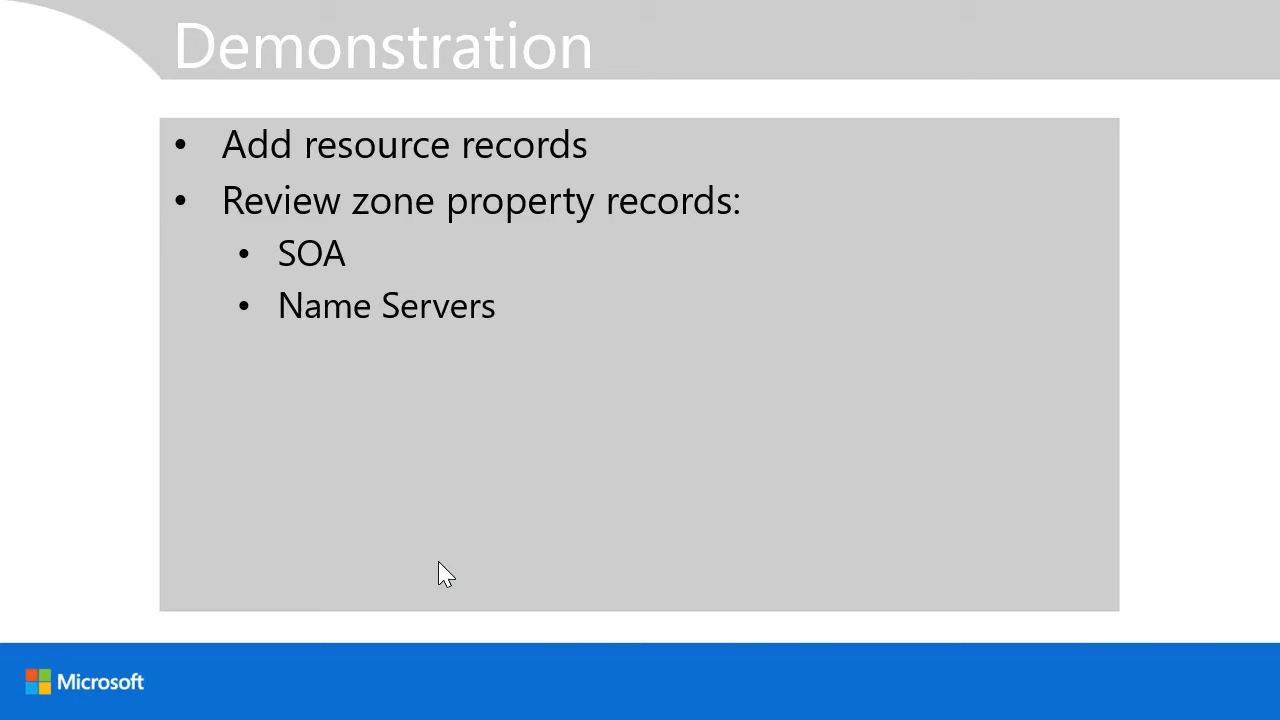 Demonstration
• Add resource records
• Review zone property records:
• SOA
• Name Servers
Microsoft